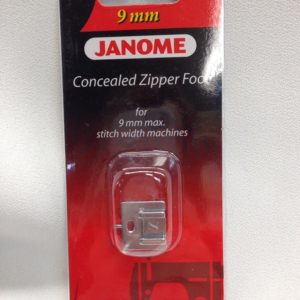 9 mm
JANOME
Concealed Zipper Foot
for
9 mm max.
stitch width machines